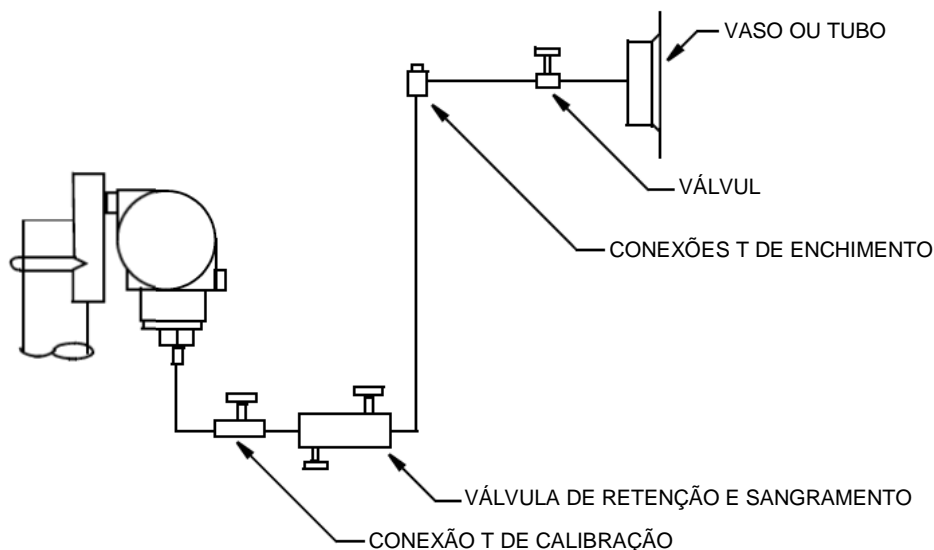 VASO OU TUBO
VÁLVUL
CONEXÕES T DE ENCHIMENTO
VÁLVULA DE RETENÇÃO E SANGRAMENTO
CONEXÃO T DE CALIBRAÇÃO